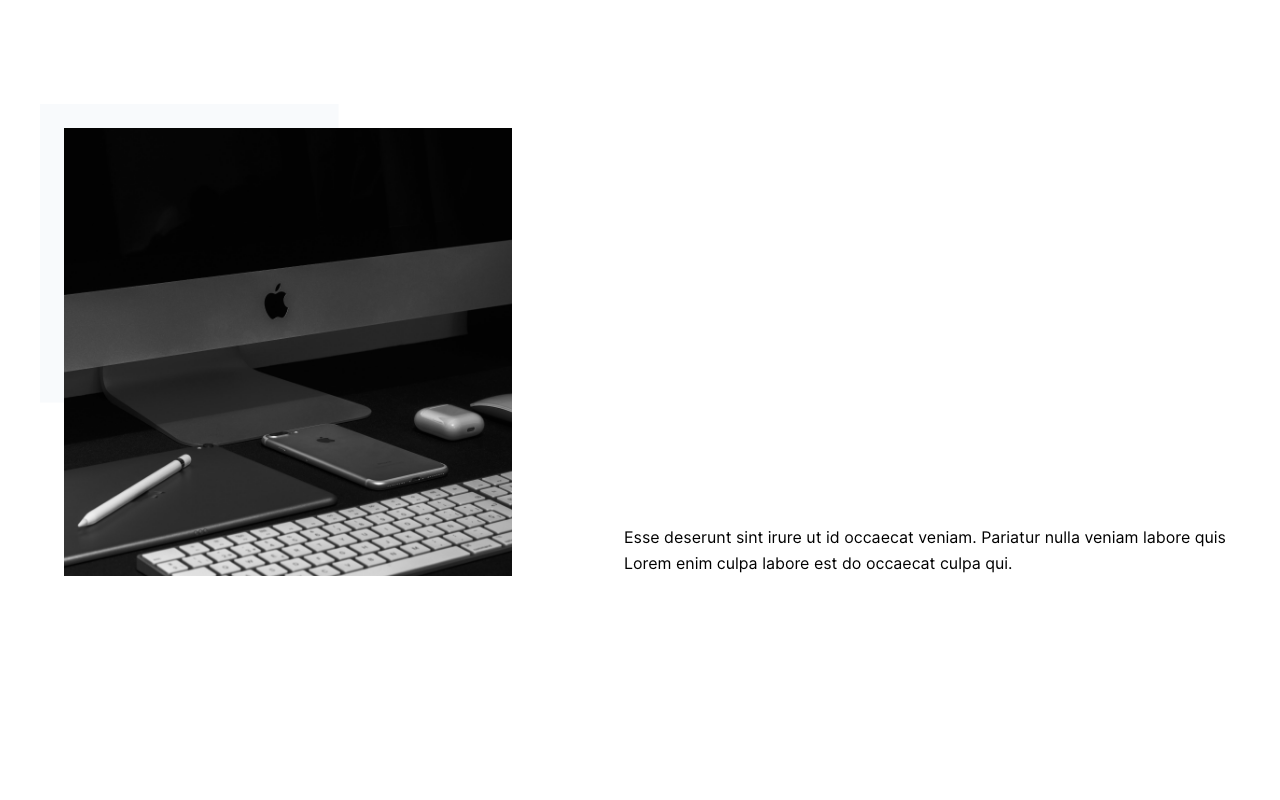 Esse deserunt sint irure ut id occaecat veniam. Pariatur nulla veniam labore quis
Lorem enim culpa labore est do occaecat culpa qui.